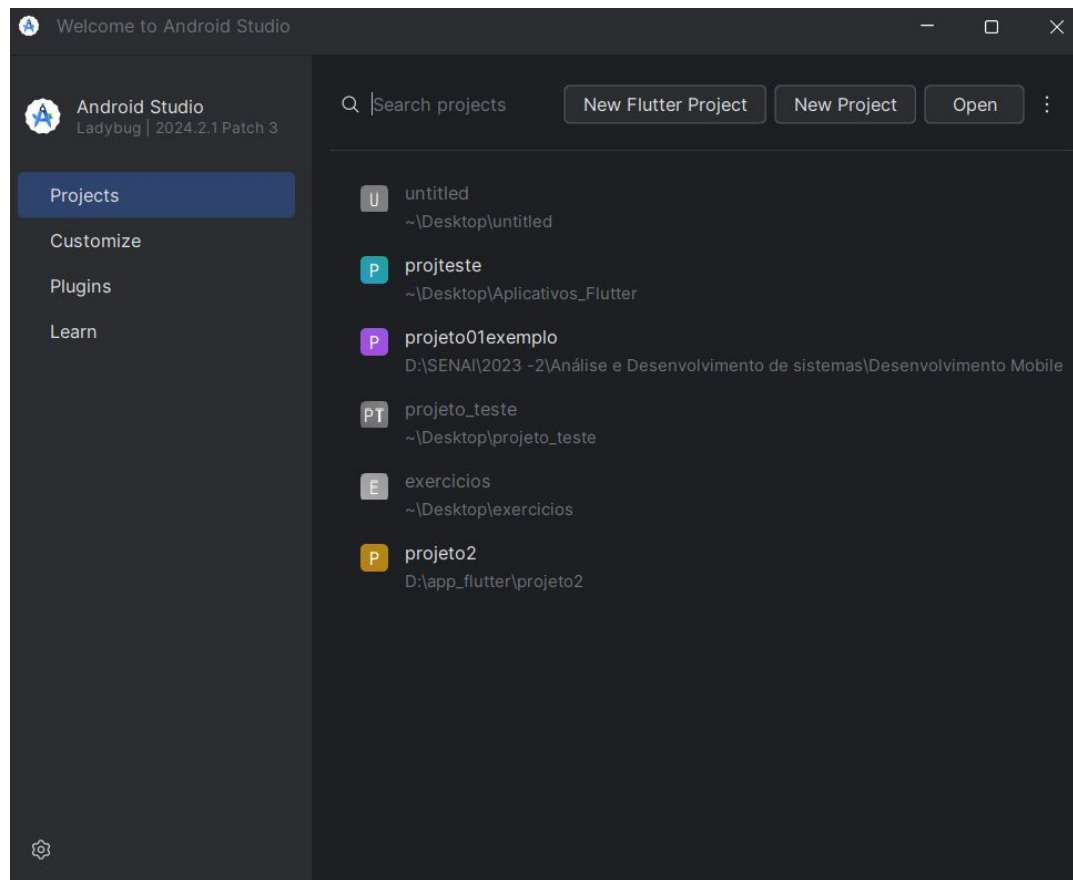 Welcome to Android Studio
Android Studio
Ladybug | 2024.2.1 Patch 3
Projects
Customize
Plugins
Learn
Search projects
New Flutter Project
New Project
Open
U
untitled
~\Desktop\untitled
P
projteste
~\Desktop\Aplicativos_Flutter
P
projeto01exemplo
D:\SENAI\2023 -2\Análise e Desenvolvimento de sistemas\Desenvolvimento Mobile
PT
projeto_teste
~\Desktop\projeto_teste
E
exercicios
~\Desktop\exercicios
P
projeto2
D:\app_flutter\projeto2